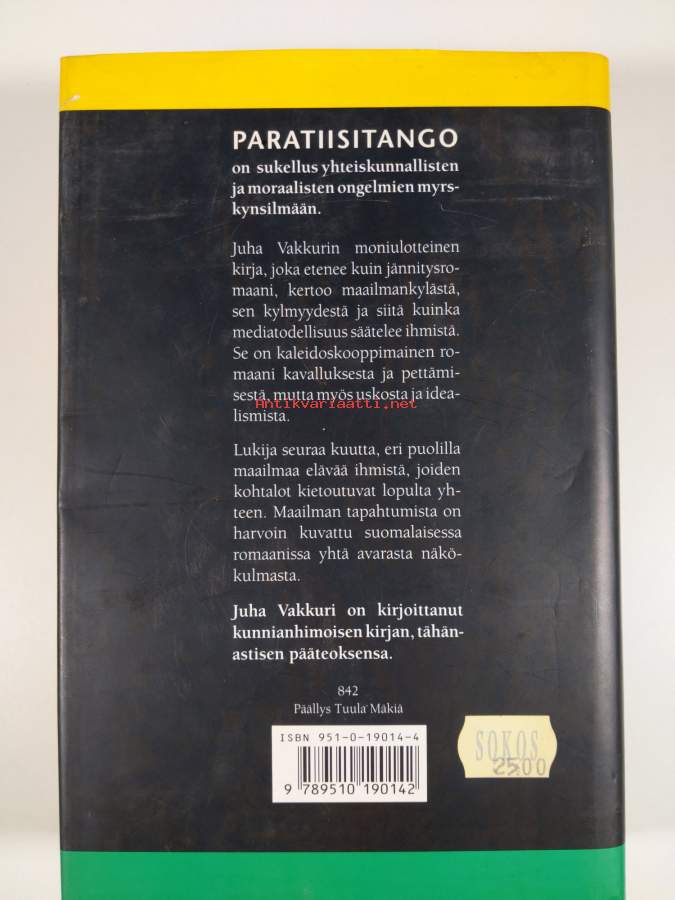 PARATIISITANGO
on sukellus yhteiskunnallisten
ja moraalisten ongelmien myrs-
kynsilmään.
Juha Vakkurin moniulotteinen
kirja, joka etenee kuin jännitysro-
maani, kertoo maailmankylästä,
sen kylmyydestä ja siitä kuinka
mediatodellisuus säätelee ihmistä.
Se on kaleidoskooppimainen ro-
maani kavalluksesta ja pettämi-
sestä, mutta myös uskosta ja idea-
Antikvariaatti.net
lismista.
Lukija seuraa kuutta, eri puolilla
maailmaa elävää ihmistä, joiden
kohtalot kietoutuvat lopulta yh-
teen. Maailman tapahtumista on
harvoin kuvattu suomalaisessa
romaanissa yhtä avarasta näkö-
kulmasta.
Juha Vakkuri on kirjoittanut
kunnianhimoisen kirjan, tähän-
astisen pääteoksensa.
842
Päällys Tuula Mäkiä
ISBN 951-0-19014-4
9 789510 190142
SOKOS
25.00